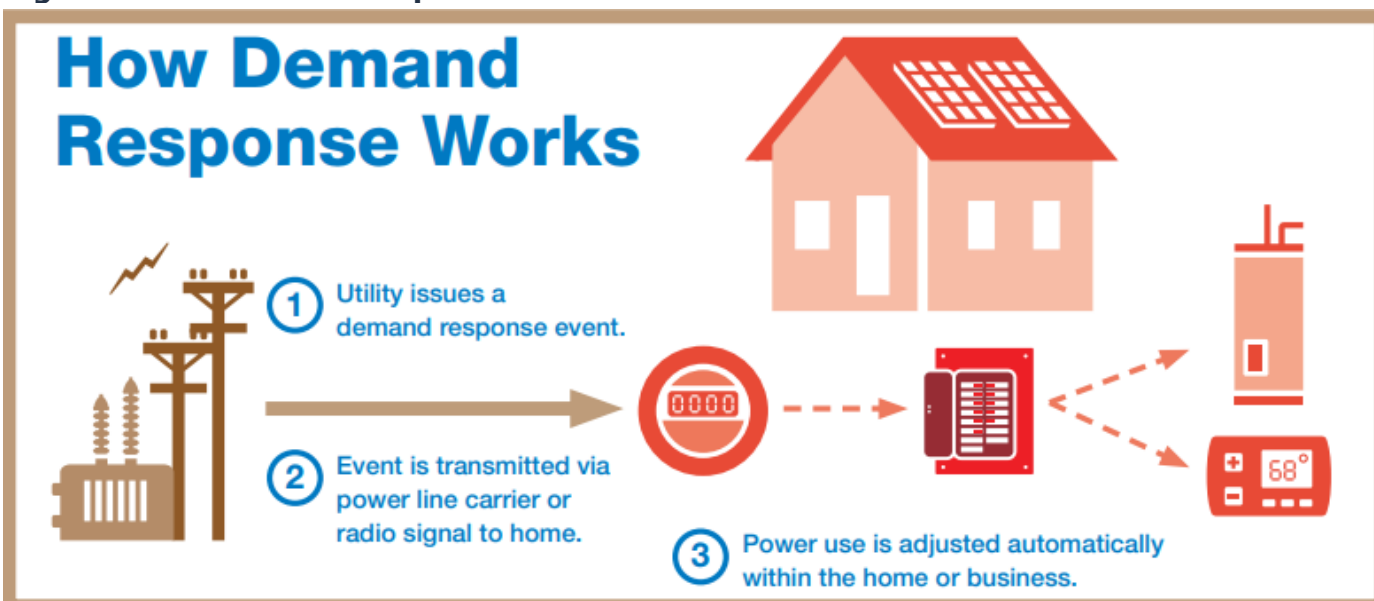 How Demand
Response Works
1
Utility issues a
demand response event.
0000
2
Event is transmitted via
power line carrier or
radio signal to home.
68°
3
Power use is adjusted automatically
within the home or business.